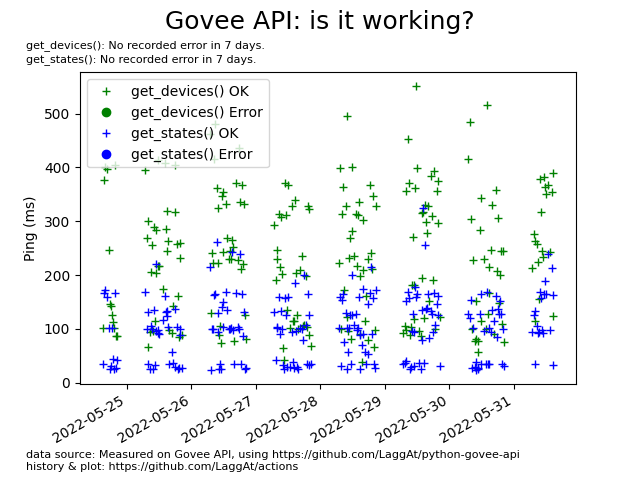 Govee API: is it working?
get_devices(): No recorded error in 7 days.
get_states(): No recorded error in 7 days.
get_devices() OK
get_devices() Error
get_states() OK
get_states() Error
Ping (ms)
500
400
300
200
100
0
2022-05-25
2022-05-26
2022-05-27
2022-05-28
2022-05-29
2022-05-30
2022-05-31
data source: Measured on Govee API, using https://github.com/LaggAt/python-govee-api
history & plot: https://github.com/LaggAt/actions